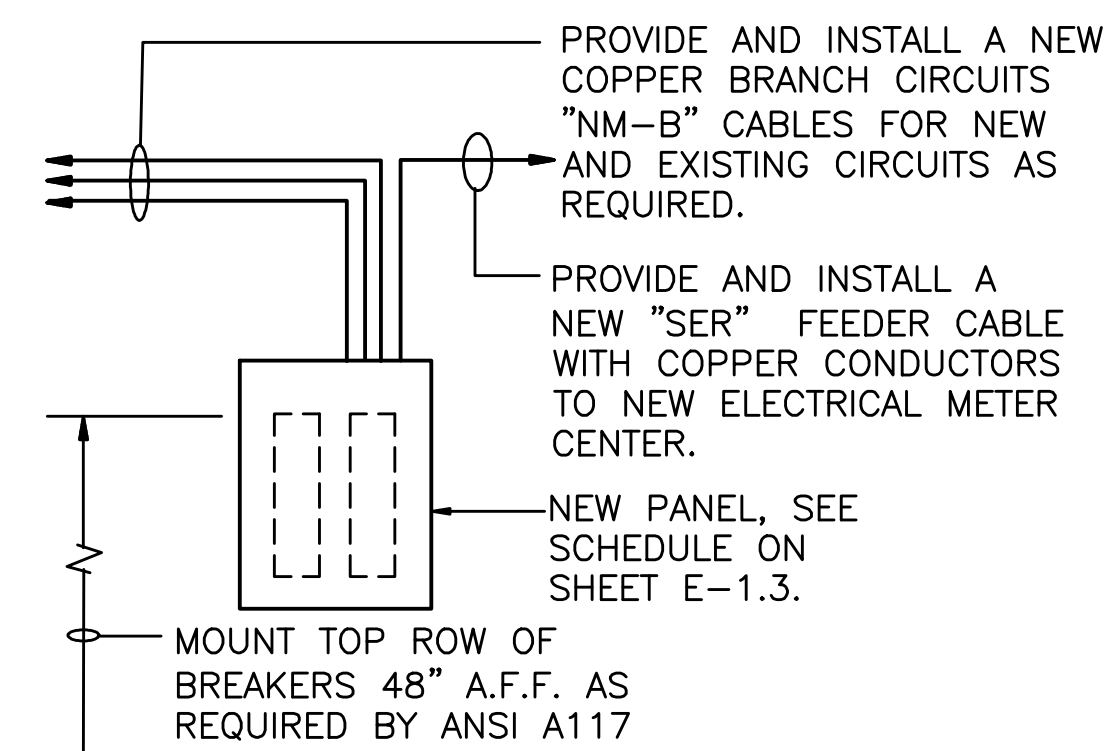 PROVIDE AND INSTALL A NEW
COPPER BRANCH CIRCUITS
"NM-B" CABLES FOR NEW
AND EXISTING CIRCUITS AS
REQUIRED.
PROVIDE AND INSTALL A
NEW "SER" FEEDER CABLE
WITH COPPER CONDUCTORS
TO NEW ELECTRICAL METER
CENTER.
NEW PANEL, SEE
SCHEDULE ON
SHEET E-1.3.
MOUNT TOP ROW OF
BREAKERS 48" A.F.F. AS
REQUIRED BY ANSI A117